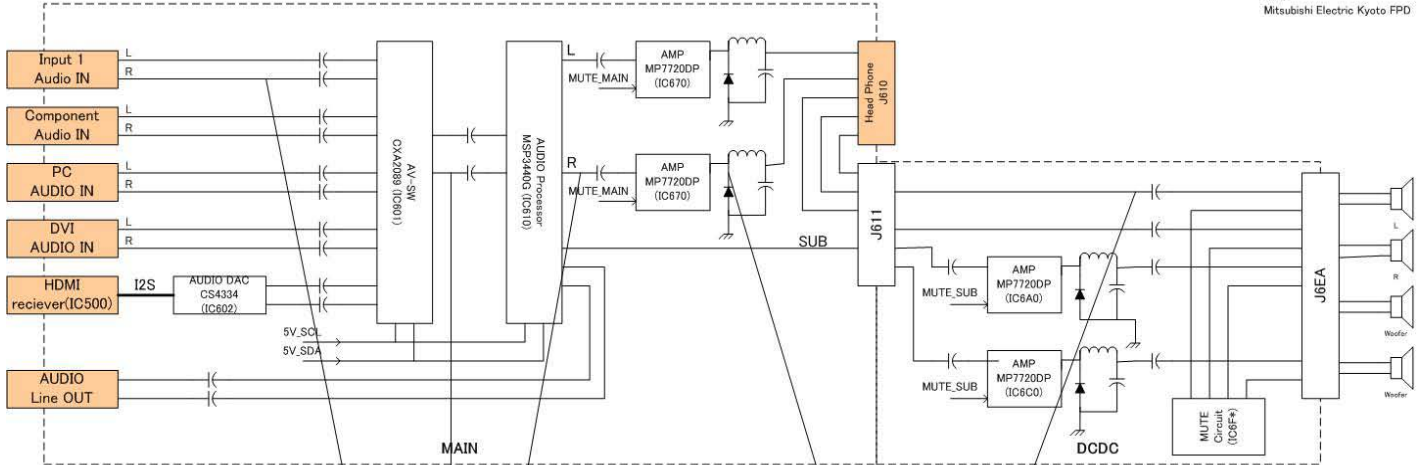 Mitsubishi Electric Kyoto FPD
Input 1
Audio IN
L
R
Component
Audio IN
L
R
PC
AUDIO IN
L
R
DVI
AUDIO IN
L
R
HDMI
reciever(IC500)
I2S
AUDIO DAC
CS4334
(IC602)
AUDIO
Line OUT
5V_SCL
5V_SDA
AV-SW
CXA2089 (IC601)
AUDIO Processor
MSP3440G (IC610)
L
MUTE_MAIN
AMP
MP7720DP
(IC670)
R
MUTE_MAIN
AMP
MP7720DP
(IC670)
SUB
Head Phone
J610
J611
MUTE_SUB
AMP
MP7720DP
(IC6A0)
MUTE_SUB
AMP
MP7720DP
(IC6C0)
MUTE
Circuit
(IC6F*)
J6EA
L
R
Woofer
Woofer
MAIN
DCDC